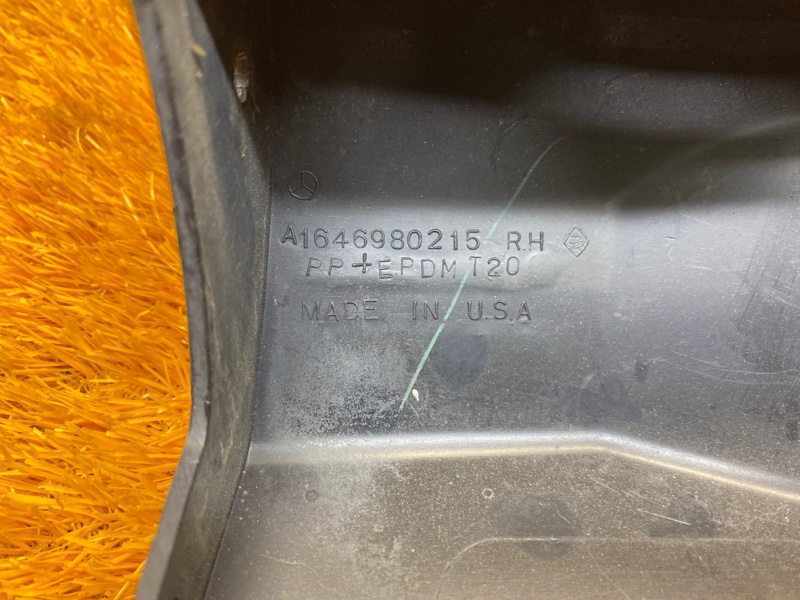 A1646980215 RH
PP+EPDM T20
MADE IN U.S.A